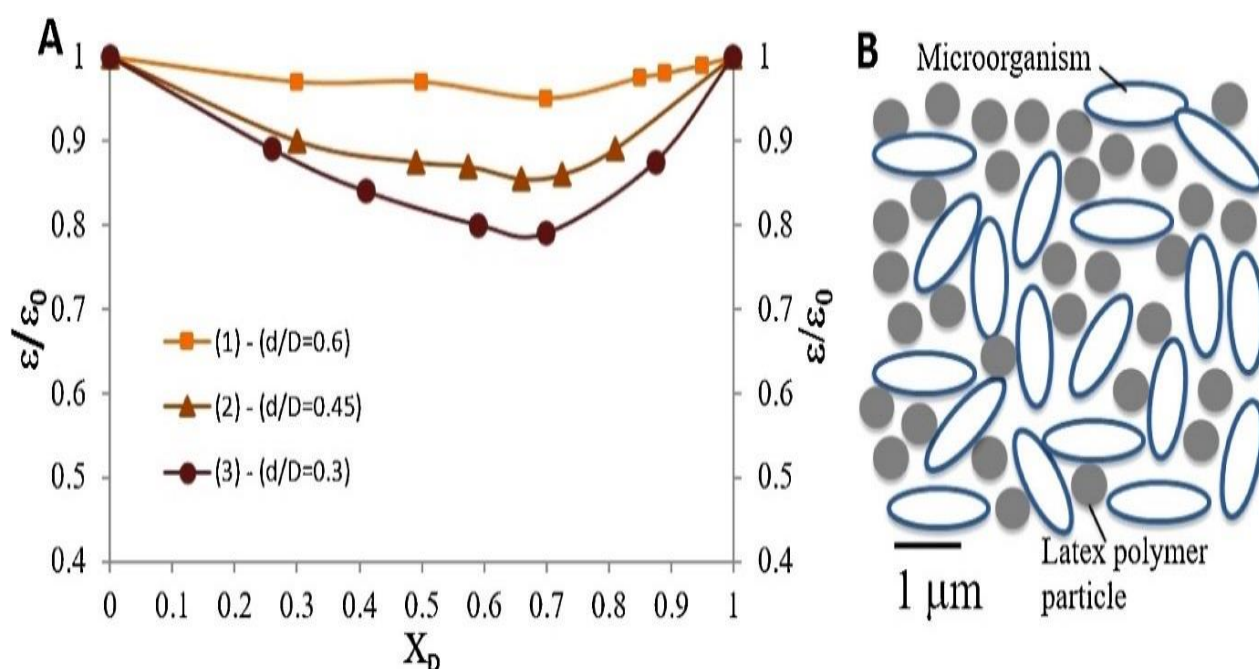 A
B
1
0.9
0.8
0.7
0.6
0.5
0.4
ε/ε0
(1) - (d/D=0.6)
(2) - (d/D=0.45)
(3) - (d/D=0.3)
1
0.9
0.8
0.7
0.6
0.5
0.4
ε/ε0
0 0.1 0.2 0.3 0.4 0.5 0.6 0.7 0.8 0.9 1
XD
Microorganism
Latex polymer
particle
1 μm